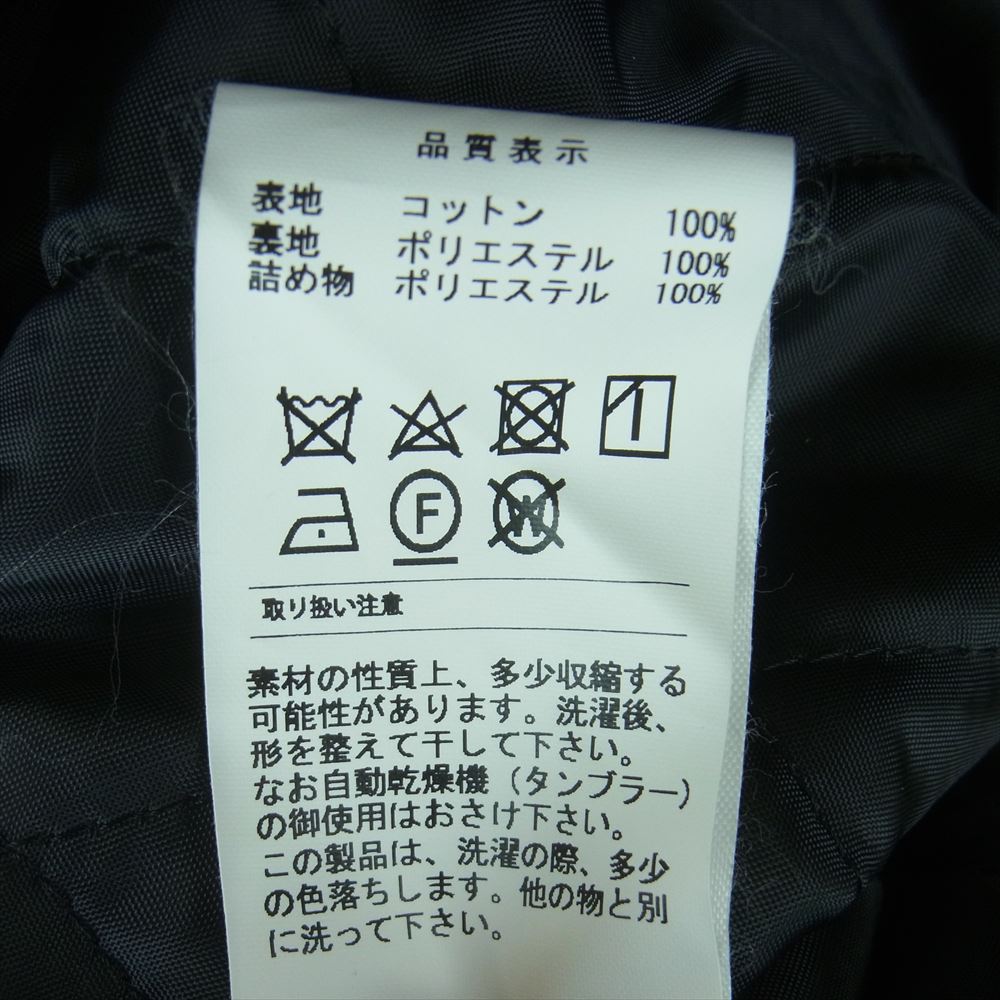 品質表示
表地 コットン 100%
裏地 ポリエステル 100%
詰め物 ポリエステル 100%
F W
取り扱い注意
素材の性質上、多少収縮する
可能性があります。洗濯後、
形を整えて干して下さい。
なお自動乾燥機（タンブラー）
の御使用はおさけ下さい。
この製品は、洗濯の際、多少
の色落ちします。他の物と別
に洗って下さい。